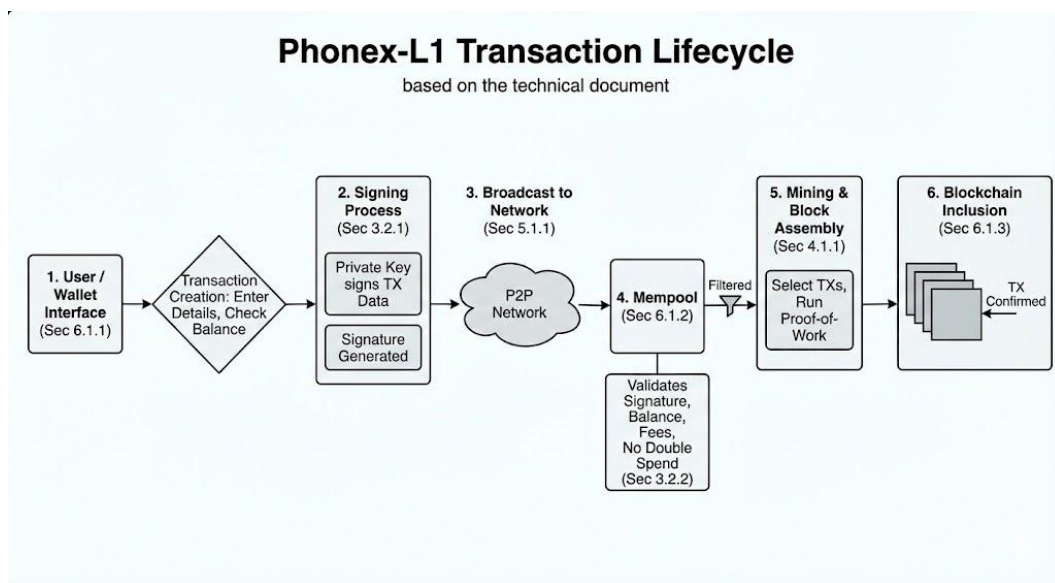 Phonex-L1 Transaction Lifecycle
based on the technical document
1. User /
Wallet
Interface
(Sec 6.1.1)
Transaction
Creation: Enter
Details, Check
Balance
2. Signing
Process
(Sec 3.2.1)
Private Key
signs TX
Data
Signature
Generated
3. Broadcast to
Network
(Sec 5.1.1)
P2P
Network
4. Mempool
(Sec 6.1.2)
Validates
Signature,
Balance,
Fees,
No Double
Spend
(Sec 3.2.2)
Filtered
5. Mining &
Block
Assembly
(Sec 4.1.1)
Select TXs,
Run
Proof-of-
Work
6. Blockchain
Inclusion
(Sec 6.1.3)
TX
Confirmed